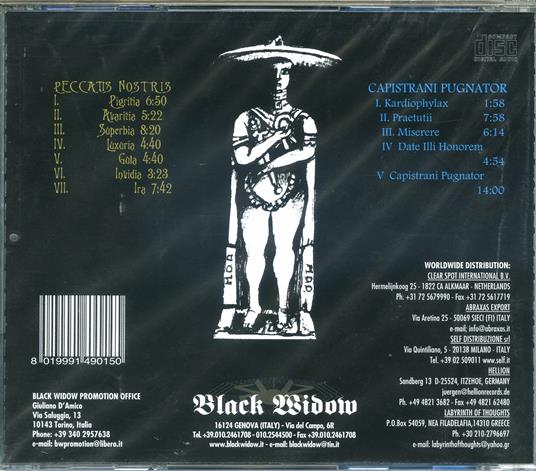 COMPACT
disc
DIGITAL AUDIO
PECCATIS NOSTRIS
I. Pigritia 6:50
II. Avaritia 5:22
III. Superbia 8:20
IV. Luxuria 4:40
V. Gula 4:40
VI. Invidia 3:23
VII. Ira 7:42
CAPISTRANI PUGNATOR
I. Kardiophylax 1:58
II. Praetutii 7:58
III. Miserere 6:14
IV Date Illi Honorem
4:54
V Capistrani Pugnator
14:00
8 019991 490150
BLACK WIDOW PROMOTION OFFICE
Giuliano D'Amico
Via Saluggia, 13
10143 Torino, Italy
Phone: +39 340 2957638
e-mail: bwpromotion@libero.it
Black Widow
16124 GENOVA (ITALY) - Via del Campo, 6R
Tel. +39.010.2461708 - 010.2544500 - Fax +39.010.2461708
www.blackwidow.it - e-mail: blackwidow@tin.it
WORLDWIDE DISTRIBUTION:
CLEAR SPOT INTERNATIONAL B.V.
Hermelijnkoog 25 - 1822 CA ALKMAAR - NETHERLANDS
Ph. +31 72 5679990 - Fax +31 72 5617719
ABRAXAS EXPORT
Via Aretina 25 - 50069 SIECI (FI) ITALY
e-mail: info@abraxas.it
SELF DISTRIBUZIONE srl
Via Quintiliano, 5 - 20138 MILANO - ITALY
Tel. +39 02 509011 www.self.it
HELLION
Sandberg 13 D-25524, ITZEHOE, GERMANY
juergen@hellionrecords.de
Ph. +49 4821 3682 - Fax +49 4821 62480
LABYRINTH OF THOUGHTS
P.O.Box 54059, NEA FILADELFIA,14310 GREECE
Ph. +30 210-2796697
e-mail: labyrinthofthoughts@yahoo.gr